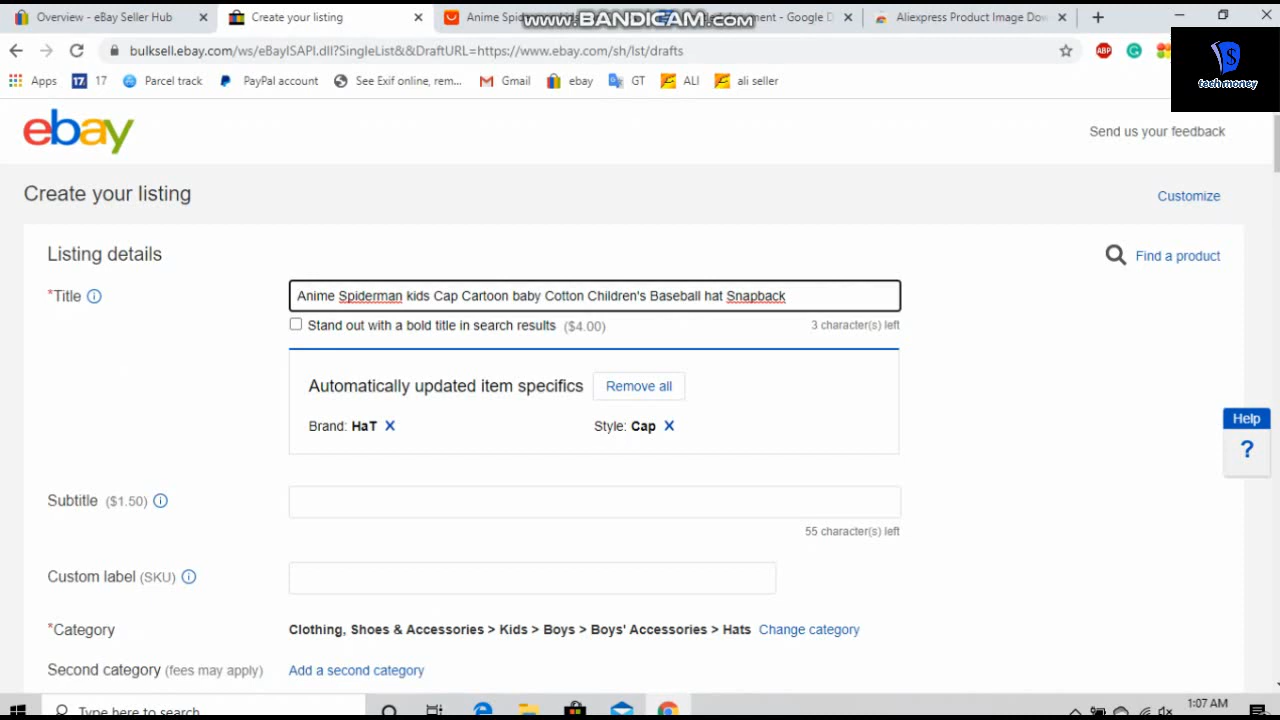 Overview - eBay Seller Hub
Create your listing
Anime Spide
ment - Google D
Aliexpress Product Image Dow
www.BANDICAM.com
bulksell.ebay.com/ws/eBayISAPI.dll?SingleList&&DraftURL=https://www.ebay.com/sh/lst/drafts
ABP
G
$
tech money
Apps
17
17
Parcel track
PayPal account
See Exif online, rem...
Gmail
ebay
GT
ALI
ali seller
ebay
Send us your feedback
Create your listing
Customize
Listing details
Find a product
*Title
Anime Spiderman kids Cap Cartoon baby Cotton Children's Baseball hat Snapback
Stand out with a bold title in search results ($4.00)
3 character(s) left
Automatically updated item specifics
Remove all
Brand: HaT X
Style: Cap X
Help
?
Subtitle ($1.50)
55 character(s) left
Custom label (SKU)
*Category
Clothing, Shoes & Accessories > Kids > Boys > Boys' Accessories > Hats Change category
Second category (fees may apply)
Add a second category
Type here to search
1:07 AM